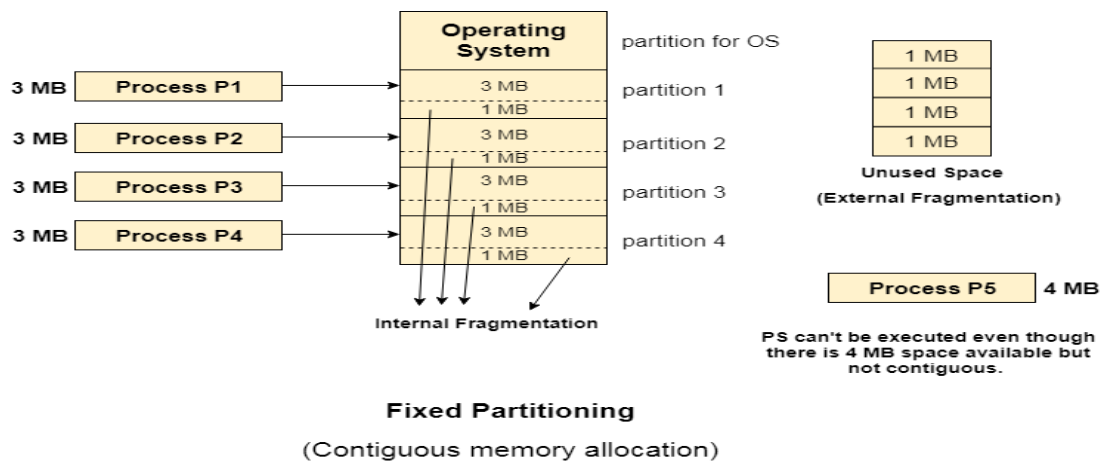 Operating
System
partition for OS
3 MB
Process P1
3 MB
1 MB
partition 1
3 MB
Process P2
3 MB
1 MB
partition 2
3 MB
Process P3
3 MB
1 MB
partition 3
3 MB
Process P4
3 MB
1 MB
partition 4
Internal Fragmentation
1 MB
1 MB
1 MB
1 MB
Unused Space
(External Fragmentation)
Process P5
4 MB
PS can't be executed even though
there is 4 MB space available but
not contiguous.
Fixed Partitioning
(Contiguous memory allocation)